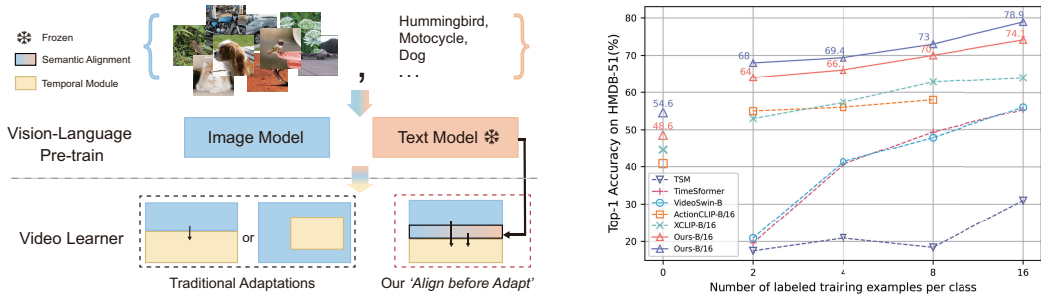 Hummingbird,
Motocycle,
Dog
...
{ , }
Frozen
Semantic Alignment
Temporal Module
Vision-Language
Pre-train
Image Model
Text Model
Video Learner
or
Traditional Adaptations
Our 'Align before Adapt'
Top-1 Accuracy on HMDB-51(%)
80
70
60
50
40
30
20
54.6
48.6
68
64
69.4
66.1
73
70
78.9
74.1
TSM
TimeSformer
VideoSwin-B
ActionCLIP-B/16
XCLIP-B/16
Ours-B/16
Ours-B/16
0
2
4
8
16
Number of labeled training examples per class